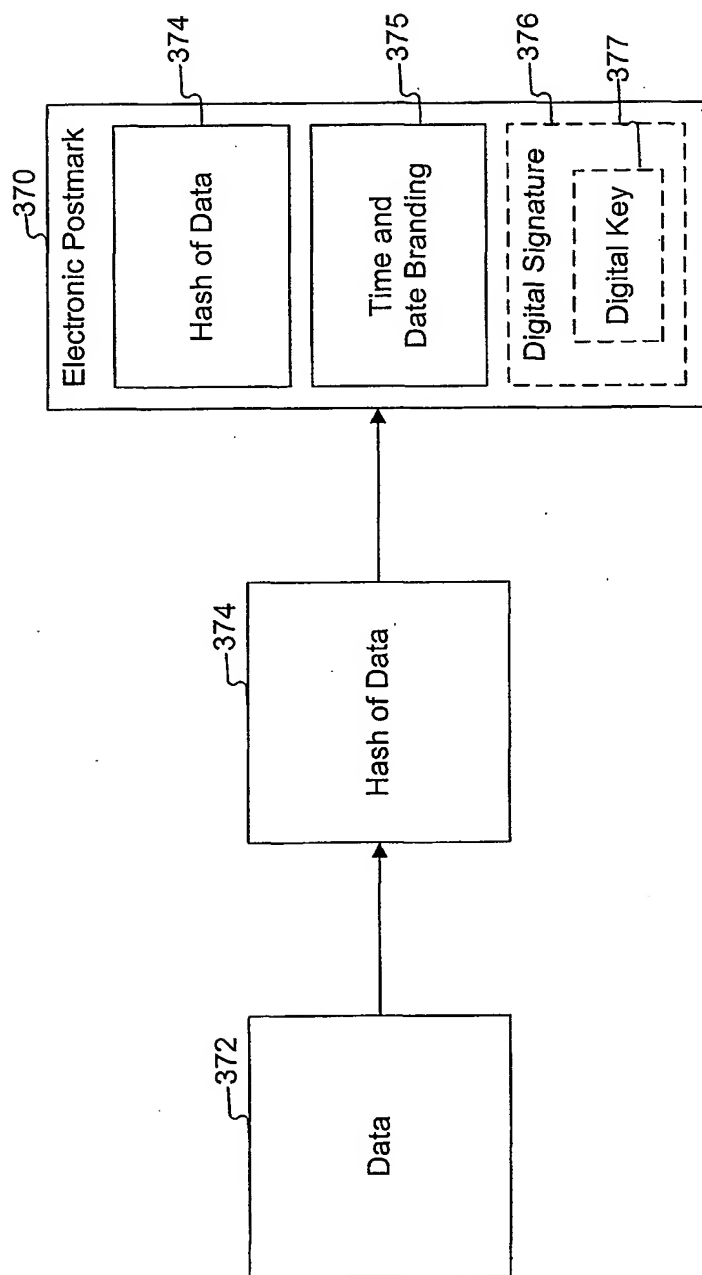 372
Data
374
Hash of Data
370
Electronic Postmark
374
Hash of Data
375
Time and
Date Branding
376
Digital Signature
377
Digital Key